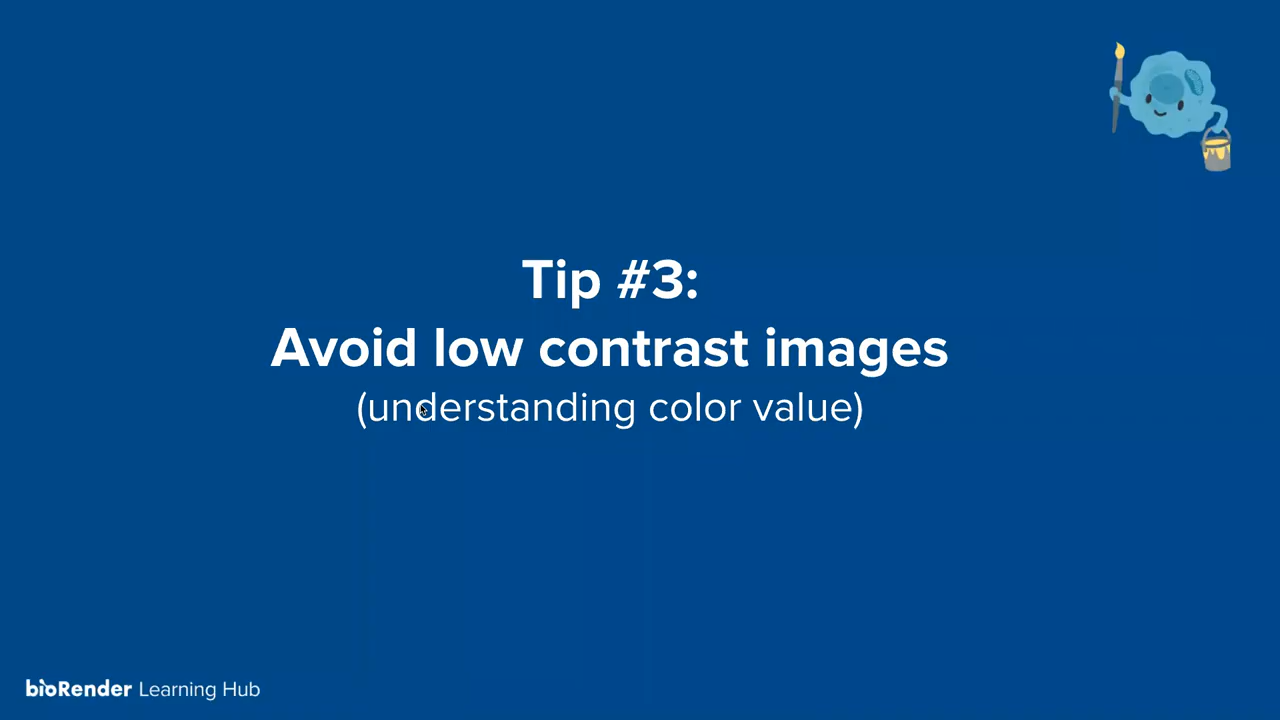 Tip #3:
Avoid low contrast images
(understanding color value)
bioRender Learning Hub